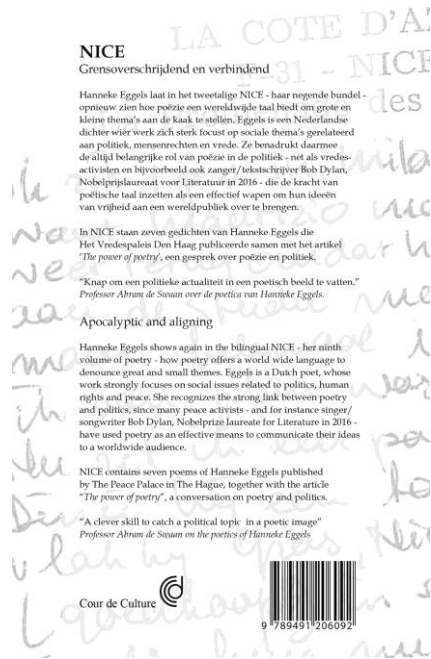 LA COTE D'AZ
1-31 - NICE
des
NICE
Grensoverschrijdend en verbindend
Hanneke Eggels laat in het tweetalige NICE - haar negende bundel -
opnieuw zien hoe poëzie een wereldwijde taal biedt om grote en
kleine thema's aan de kaak te stellen. Eggels is een Nederlandse
dichter wier werk zich sterk focust op sociale thema's gerelateerd
aan politiek, mensenrechten en vrede. Ze benadrukt daarmee
de altijd belangrijke rol van poëzie in de politiek - net als vredes-
activisten en bijvoorbeeld ook zanger/tekstschrijver Bob Dylan,
Nobelprijslaureaat voor Literatuur in 2016 - die de kracht van
poëtische taal inzetten als een effectief wapen om hun ideeën
van vrijheid aan een wereldpubliek over te brengen.
In NICE staan zeven gedichten van Hanneke Eggels die
Het Vredespaleis Den Haag publiceerde samen met het artikel
'The power of poetry', een gesprek over poëzie en politiek.
"Knap om een politieke actualiteit in een poetisch beeld te vatten."
Professor Abram de Swaan over de poetica van Hanneke Eggels.
Apocalyptic and aligning
Hanneke Eggels shows again in the bilingual NICE - her ninth
volume of poetry - how poetry offers a world wide language to
denounce great and small themes. Eggels is a Dutch poet, whose
work strongly focuses on social issues related to politics, human
rights and peace. She recognizes the strong link between poetry
and politics, since many peace activists - and for instance singer/
songwriter Bob Dylan, Nobelprize laureate for Literature in 2016 -
have used poetry as an effective means to communicate their ideas
to a worldwide audience.
NICE contains seven poems of Hanneke Eggels published
by The Peace Palace in The Hague, together with the article
"The power of poetry", a conversation on poetry and politics.
"A clever skill to catch a political topic in a poetic image"
Professor Abram de Swaan on the poetics of Hanneke Eggels
Cour de Culture
9 789491 206092